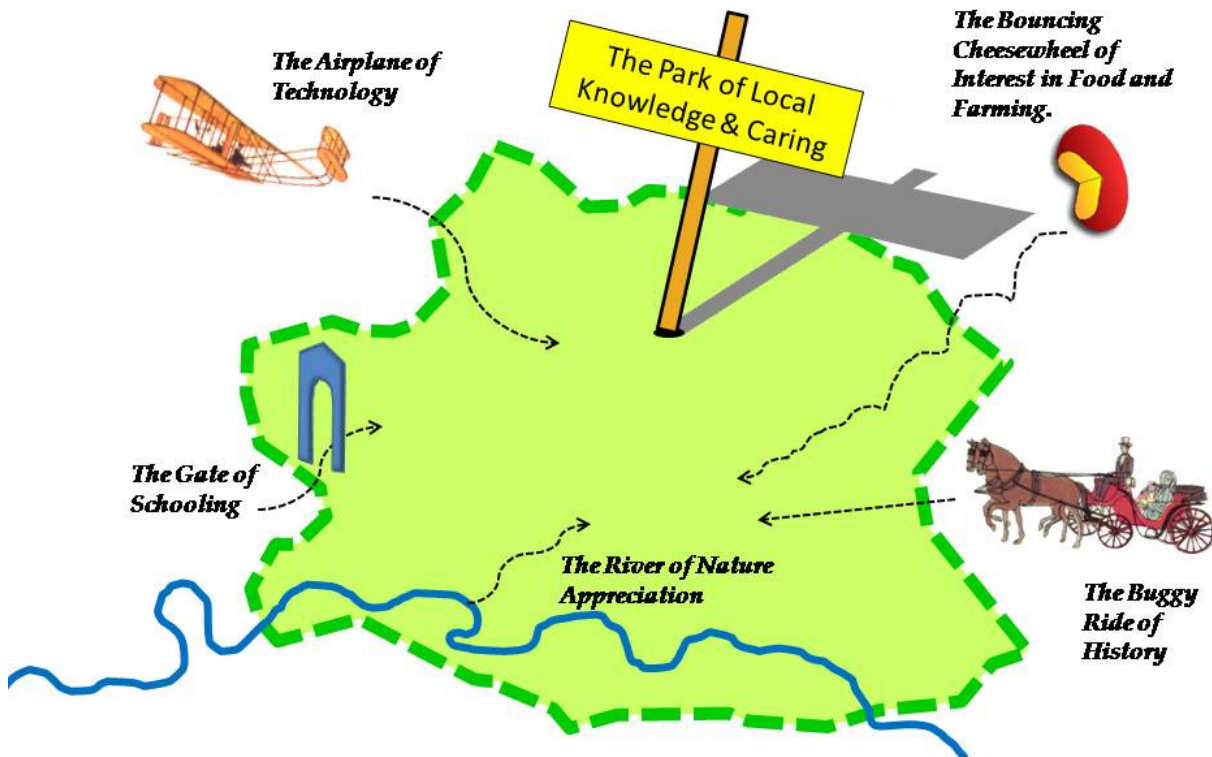 The Airplane of
Technology
The Park of Local
Knowledge & Caring
The Bouncing
Cheesewheel of
Interest in Food and
Farming.
The Gate of
Schooling
The River of Nature
Appreciation
The Buggy
Ride of
History